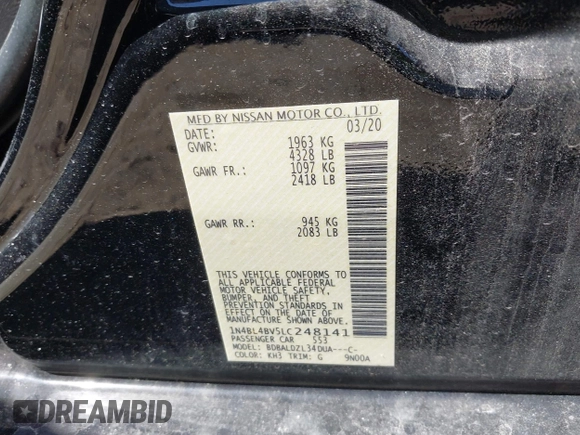 MFD BY NISSAN MOTOR CO., LTD.
DATE: 03/20
GVWR: 1963 KG
4328 LB
GAWR FR.: 1097 KG
2418 LB
GAWR RR.: 945 KG
2083 LB
THIS VEHICLE CONFORMS TO
ALL APPLICABLE FEDERAL
MOTOR VEHICLE SAFETY,
BUMPER, AND THEFT
PREVENTION STANDARDS
IN EFFECT ON THE DATE OF
MANUFACTURE SHOWN ABOVE.
1N4BL4BV5LC248141
PASSENGER CAR 553
MODEL: BDBALDZL34DUA---C-
COLOR: KH3 TRIM: G 9N00A
DREAMBID